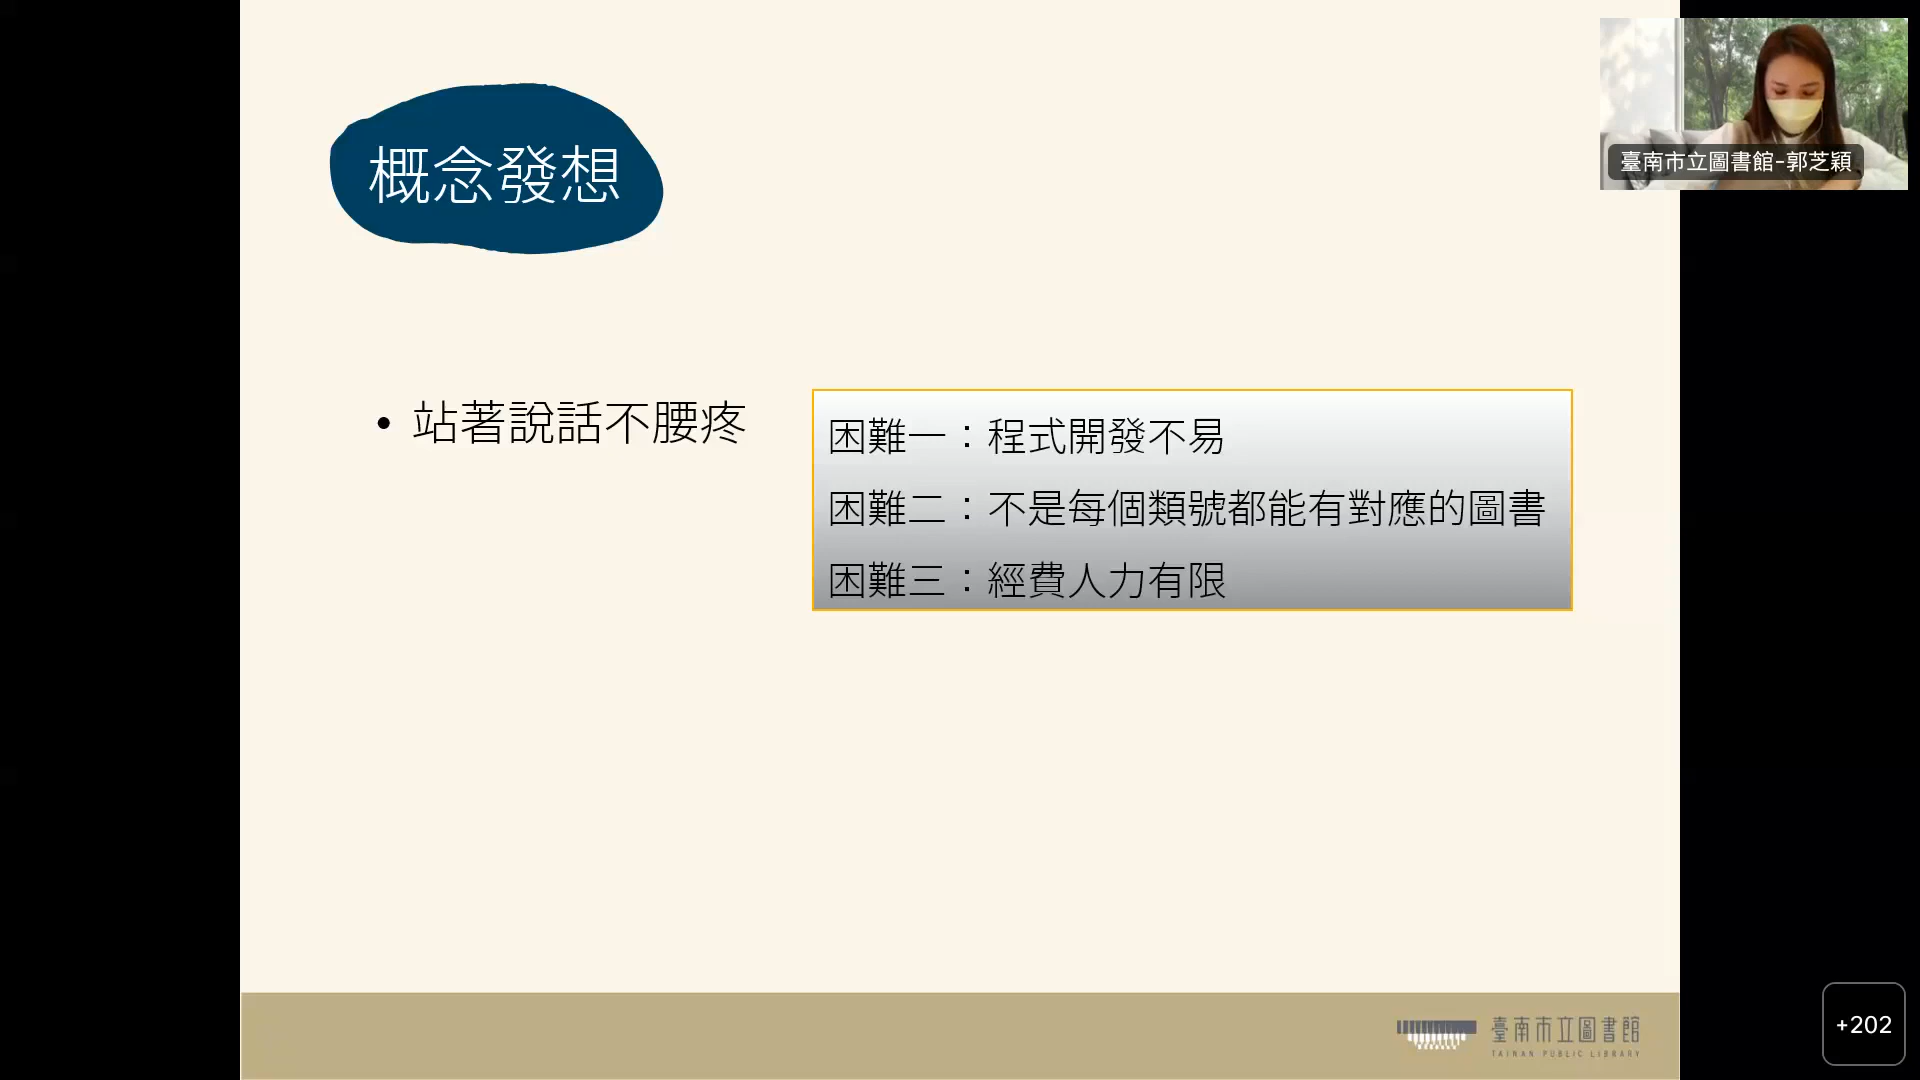 概念發想
臺南市立圖書館-郭芝穎
• 站著說話不腰疼
困難一：程式開發不易
困難二：不是每個類號都能有對應的圖書
困難三：經費人力有限
臺南市立圖書館
TAINAN PUBLIC LIBRARY
+202